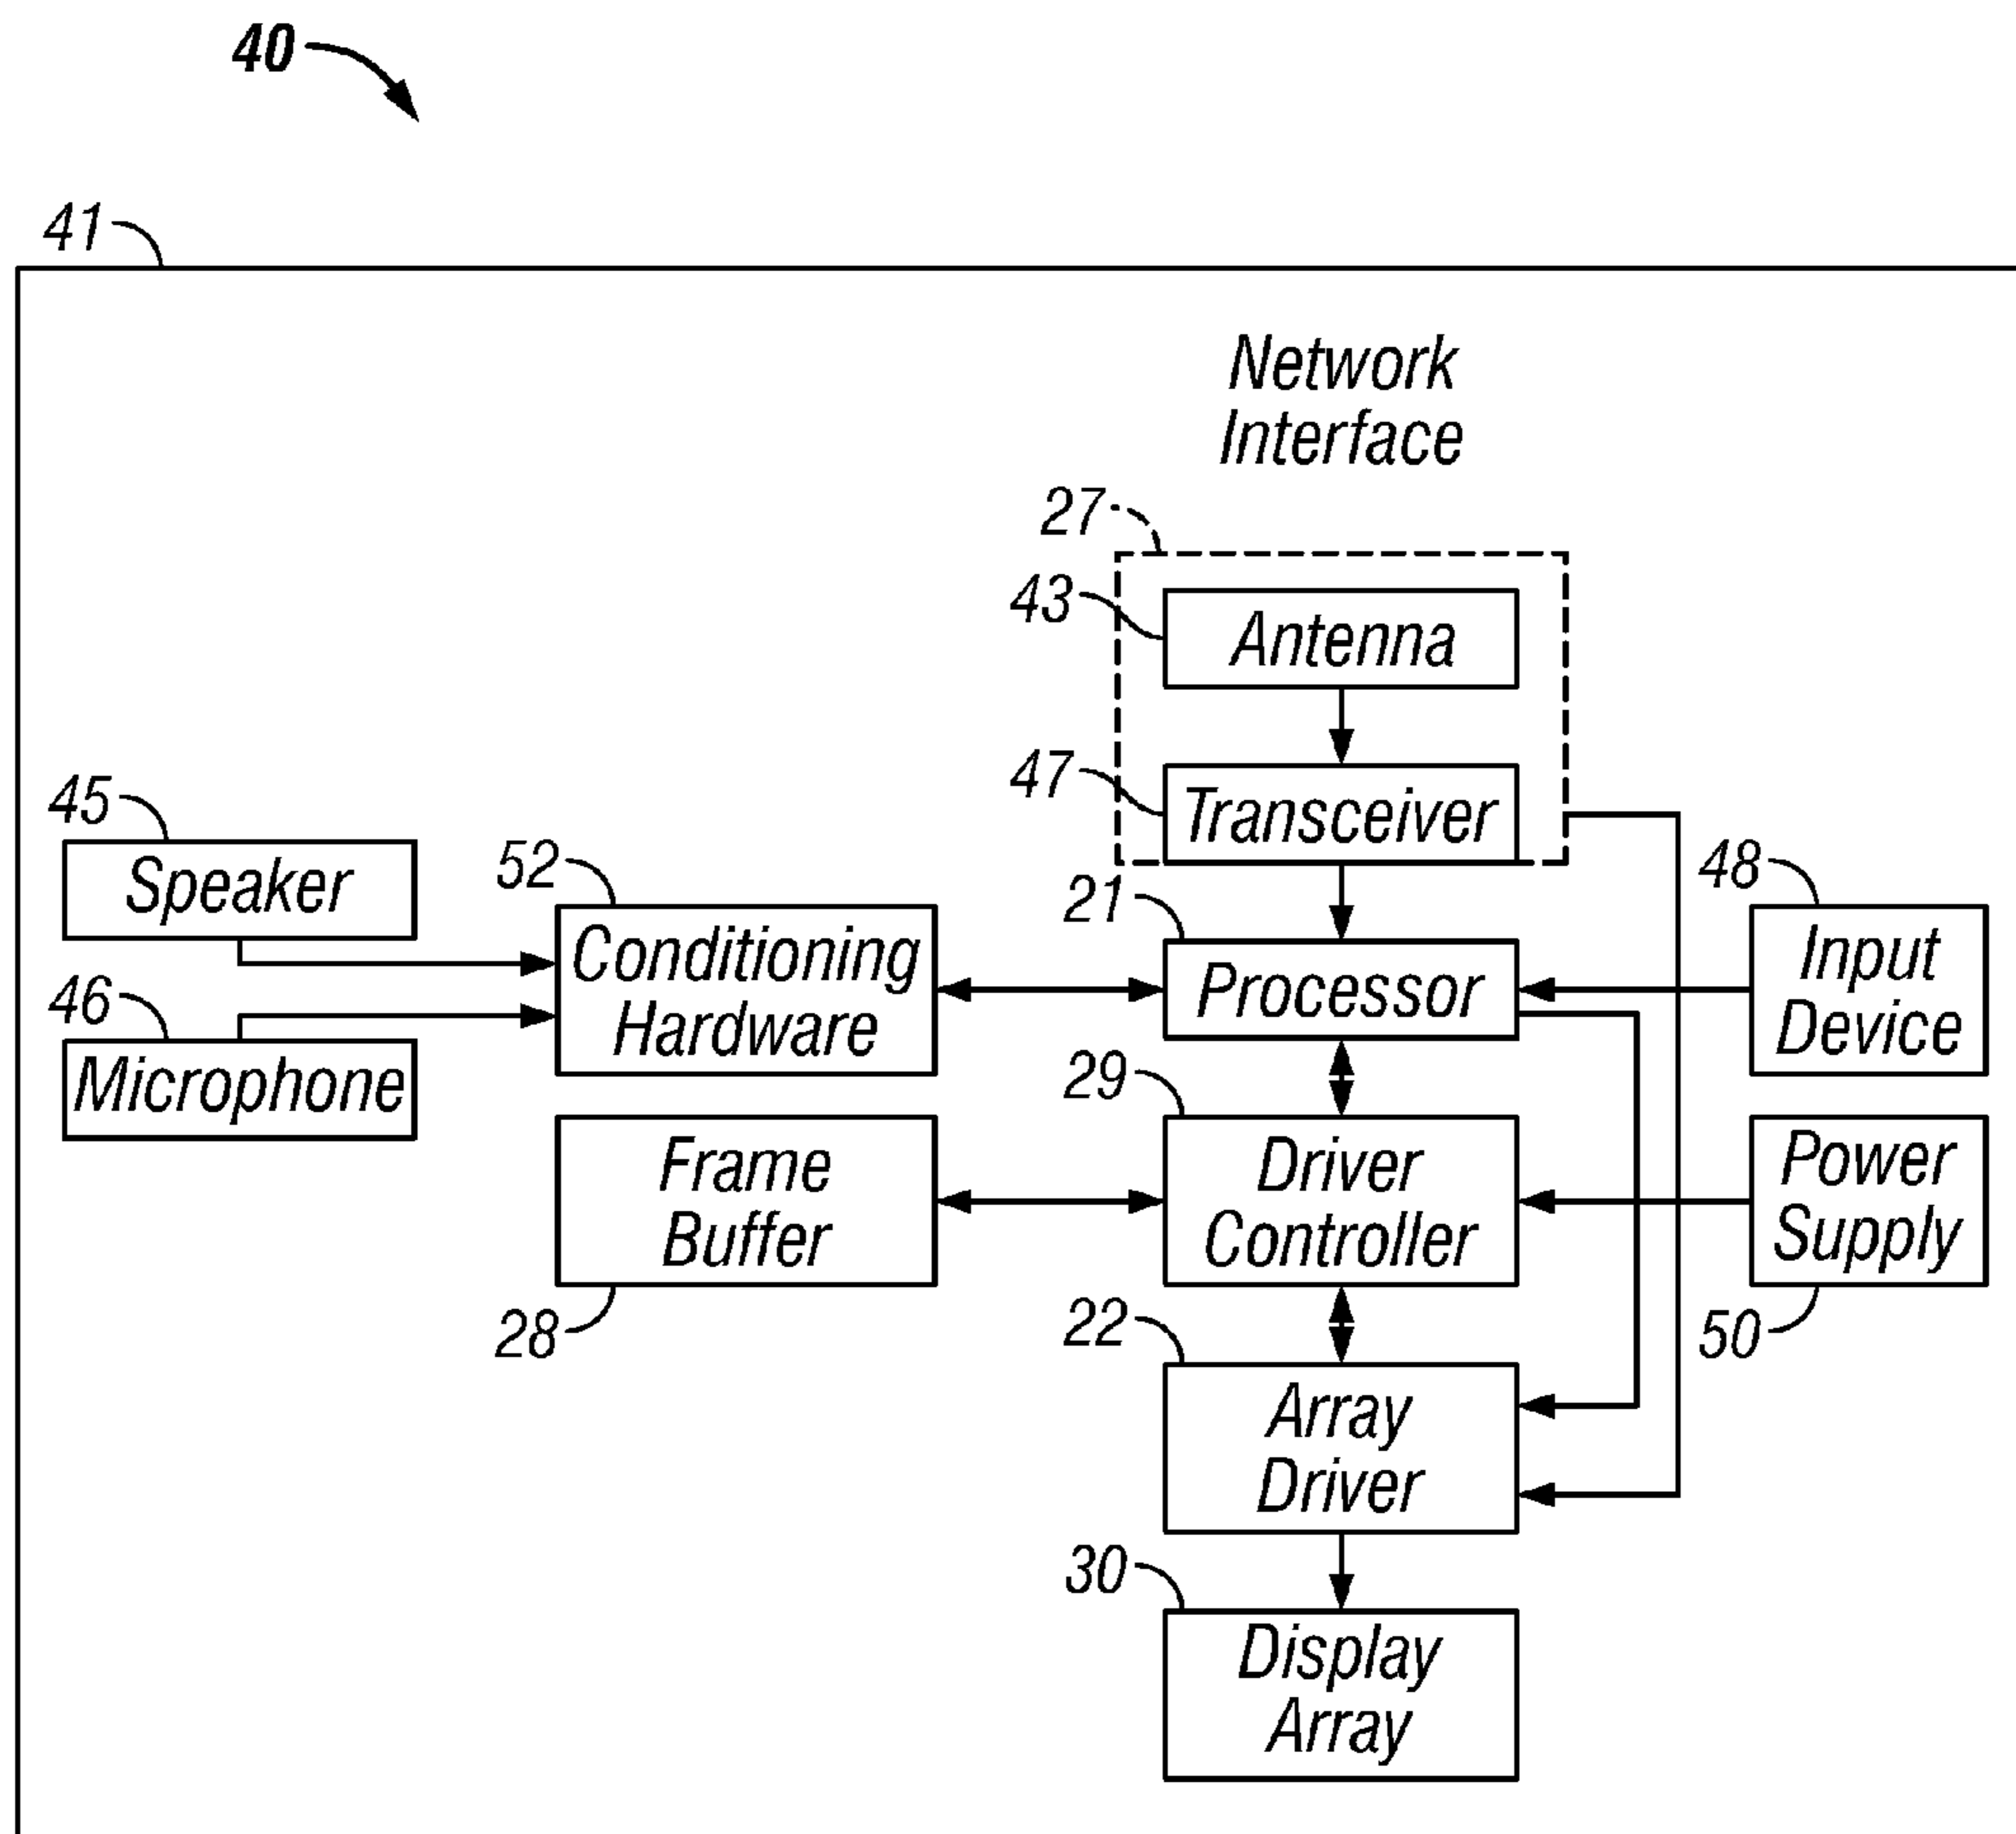 40
41
Network
Interface
27
43
Antenna
47
Transceiver
45
Speaker
52
Conditioning
Hardware
21
Processor
48
Input
Device
46
Microphone
29
Driver
Controller
Frame
Buffer
28
Power
Supply
50
22
Array
Driver
30
Display
Array